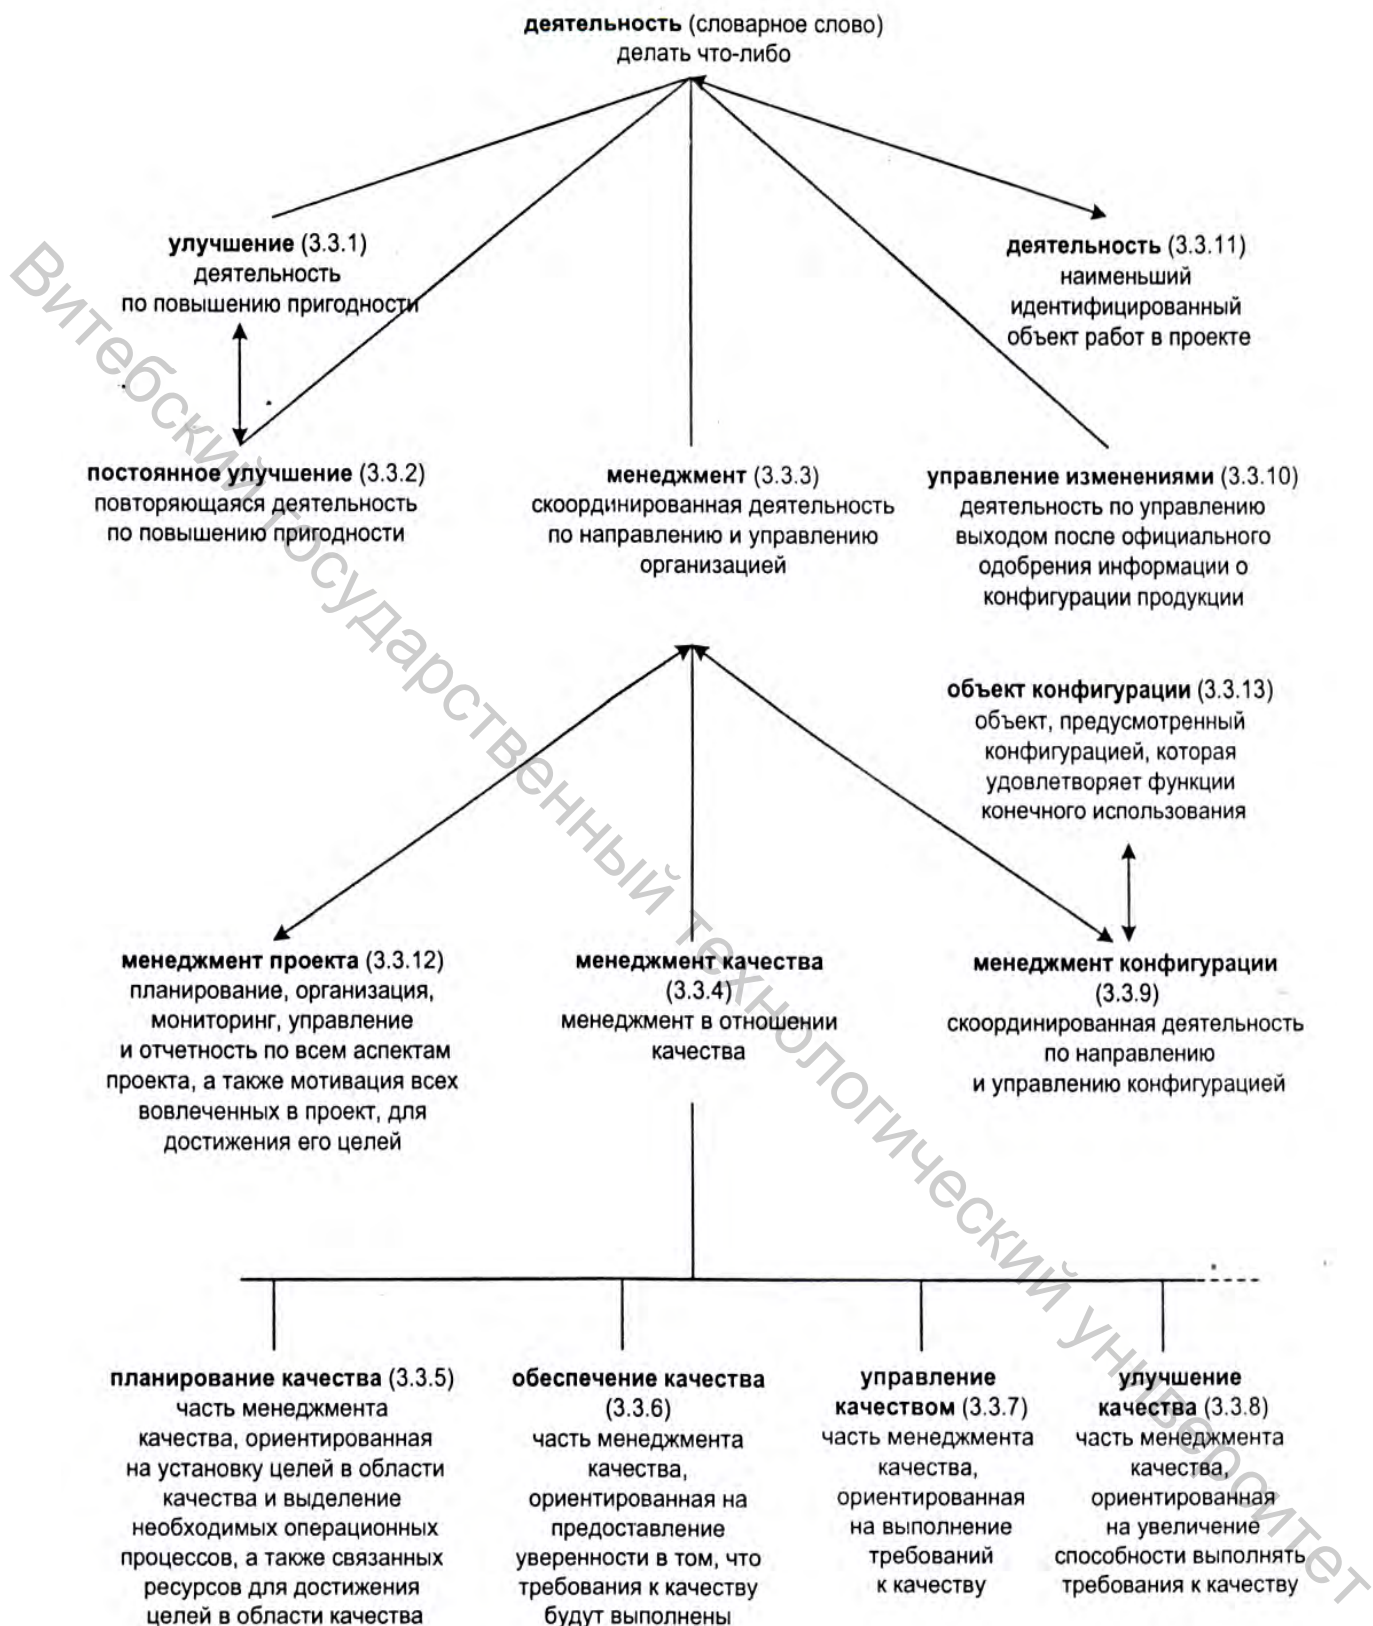 деятельность (словарное слово)
делать что-либо
улучшение (3.3.1)
деятельность
по повышению пригодности
деятельность (3.3.11)
наименьший
идентифицированный
объект работ в проекте
постоянное улучшение (3.3.2)
повторяющаяся деятельность
по повышению пригодности
менеджмент (3.3.3)
скоординированная деятельность
по направлению и управлению
организацией
управление изменениями (3.3.10)
деятельность по управлению
выходом после официального
одобрения информации о
конфигурации продукции
объект конфигурации (3.3.13)
объект, предусмотренный
конфигурацией, которая
удовлетворяет функции
конечного использования
менеджмент проекта (3.3.12)
планирование, организация,
мониторинг, управление
и отчетность по всем аспектам
проекта, а также мотивация всех
вовлеченных в проект, для
достижения его целей
менеджмент качества
(3.3.4)
менеджмент в отношении
качества
менеджмент конфигурации
(3.3.9)
скоординированная деятельность
по направлению
и управлению конфигурацией
планирование качества (3.3.5)
часть менеджмента
качества, ориентированная
на установку целей в области
качества и выделение
необходимых операционных
процессов, а также связанных
ресурсов для достижения
целей в области качества
обеспечение качества
(3.3.6)
часть менеджмента
качества,
ориентированная на
предоставление
уверенности в том, что
требования к качеству
будут выполнены
управление
качеством (3.3.7)
часть менеджмента
качества,
ориентированная
на выполнение
требований
к качеству
улучшение
качества (3.3.8)
часть менеджмента
качества,
ориентированная
на увеличение
способности выполнять
требования к качеству
Витебский государственный технологический университет